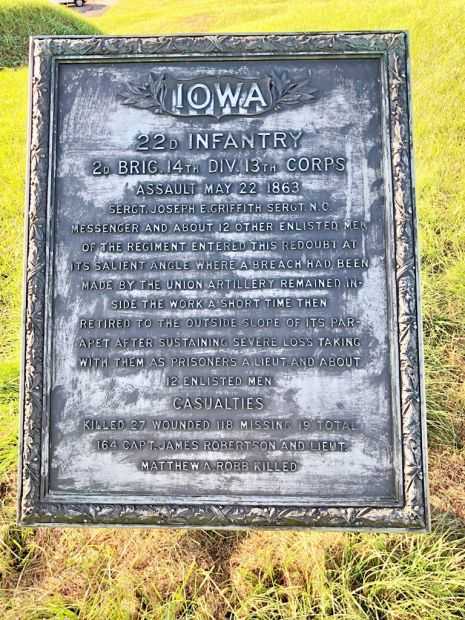 IOWA
22D INFANTRY
2D BRIG. 14TH DIV. 13TH CORPS
ASSAULT MAY 22 1863
SERGT. JOSEPH E. GRIFFITH SERGT. N.C.
MESSENGER AND ABOUT 12 OTHER ENLISTED MEN
OF THE REGIMENT ENTERED THIS REDOUBT AT
ITS SALIENT ANGLE WHERE A BREACH HAD BEEN
MADE BY THE UNION ARTILLERY REMAINED IN-
SIDE THE WORK A SHORT TIME THEN
RETIRED TO THE OUTSIDE SLOPE OF ITS PAR-
APET AFTER SUSTAINING SEVERE LOSS TAKING
WITH THEM AS PRISONERS A LIEUT. AND ABOUT
12 ENLISTED MEN
CASUALTIES
KILLED 27 WOUNDED 118 MISSING 19 TOTAL
164 CAPT. JAMES ROBERTSON AND LIEUT.
MATTHEW A. ROBB KILLED